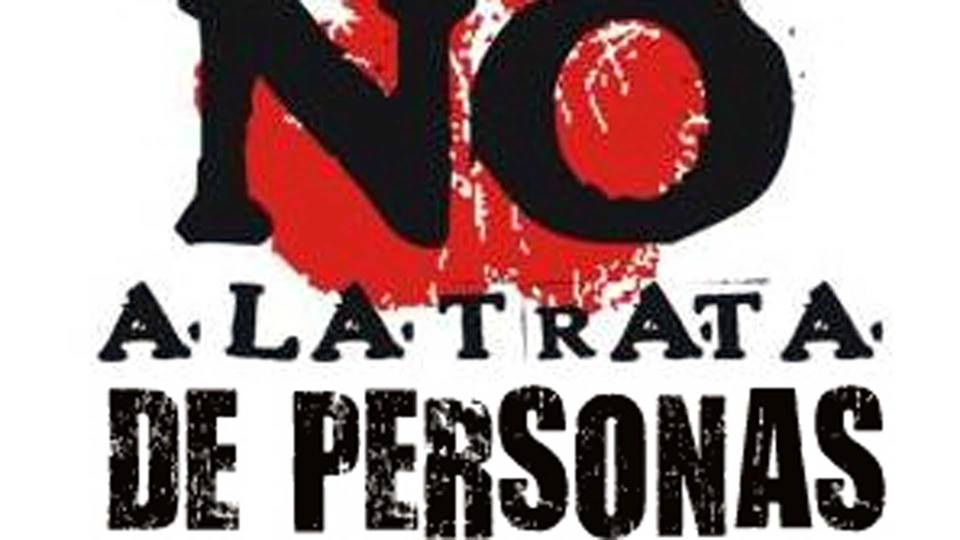 NO
A LA TRATA
DE PERSONAS